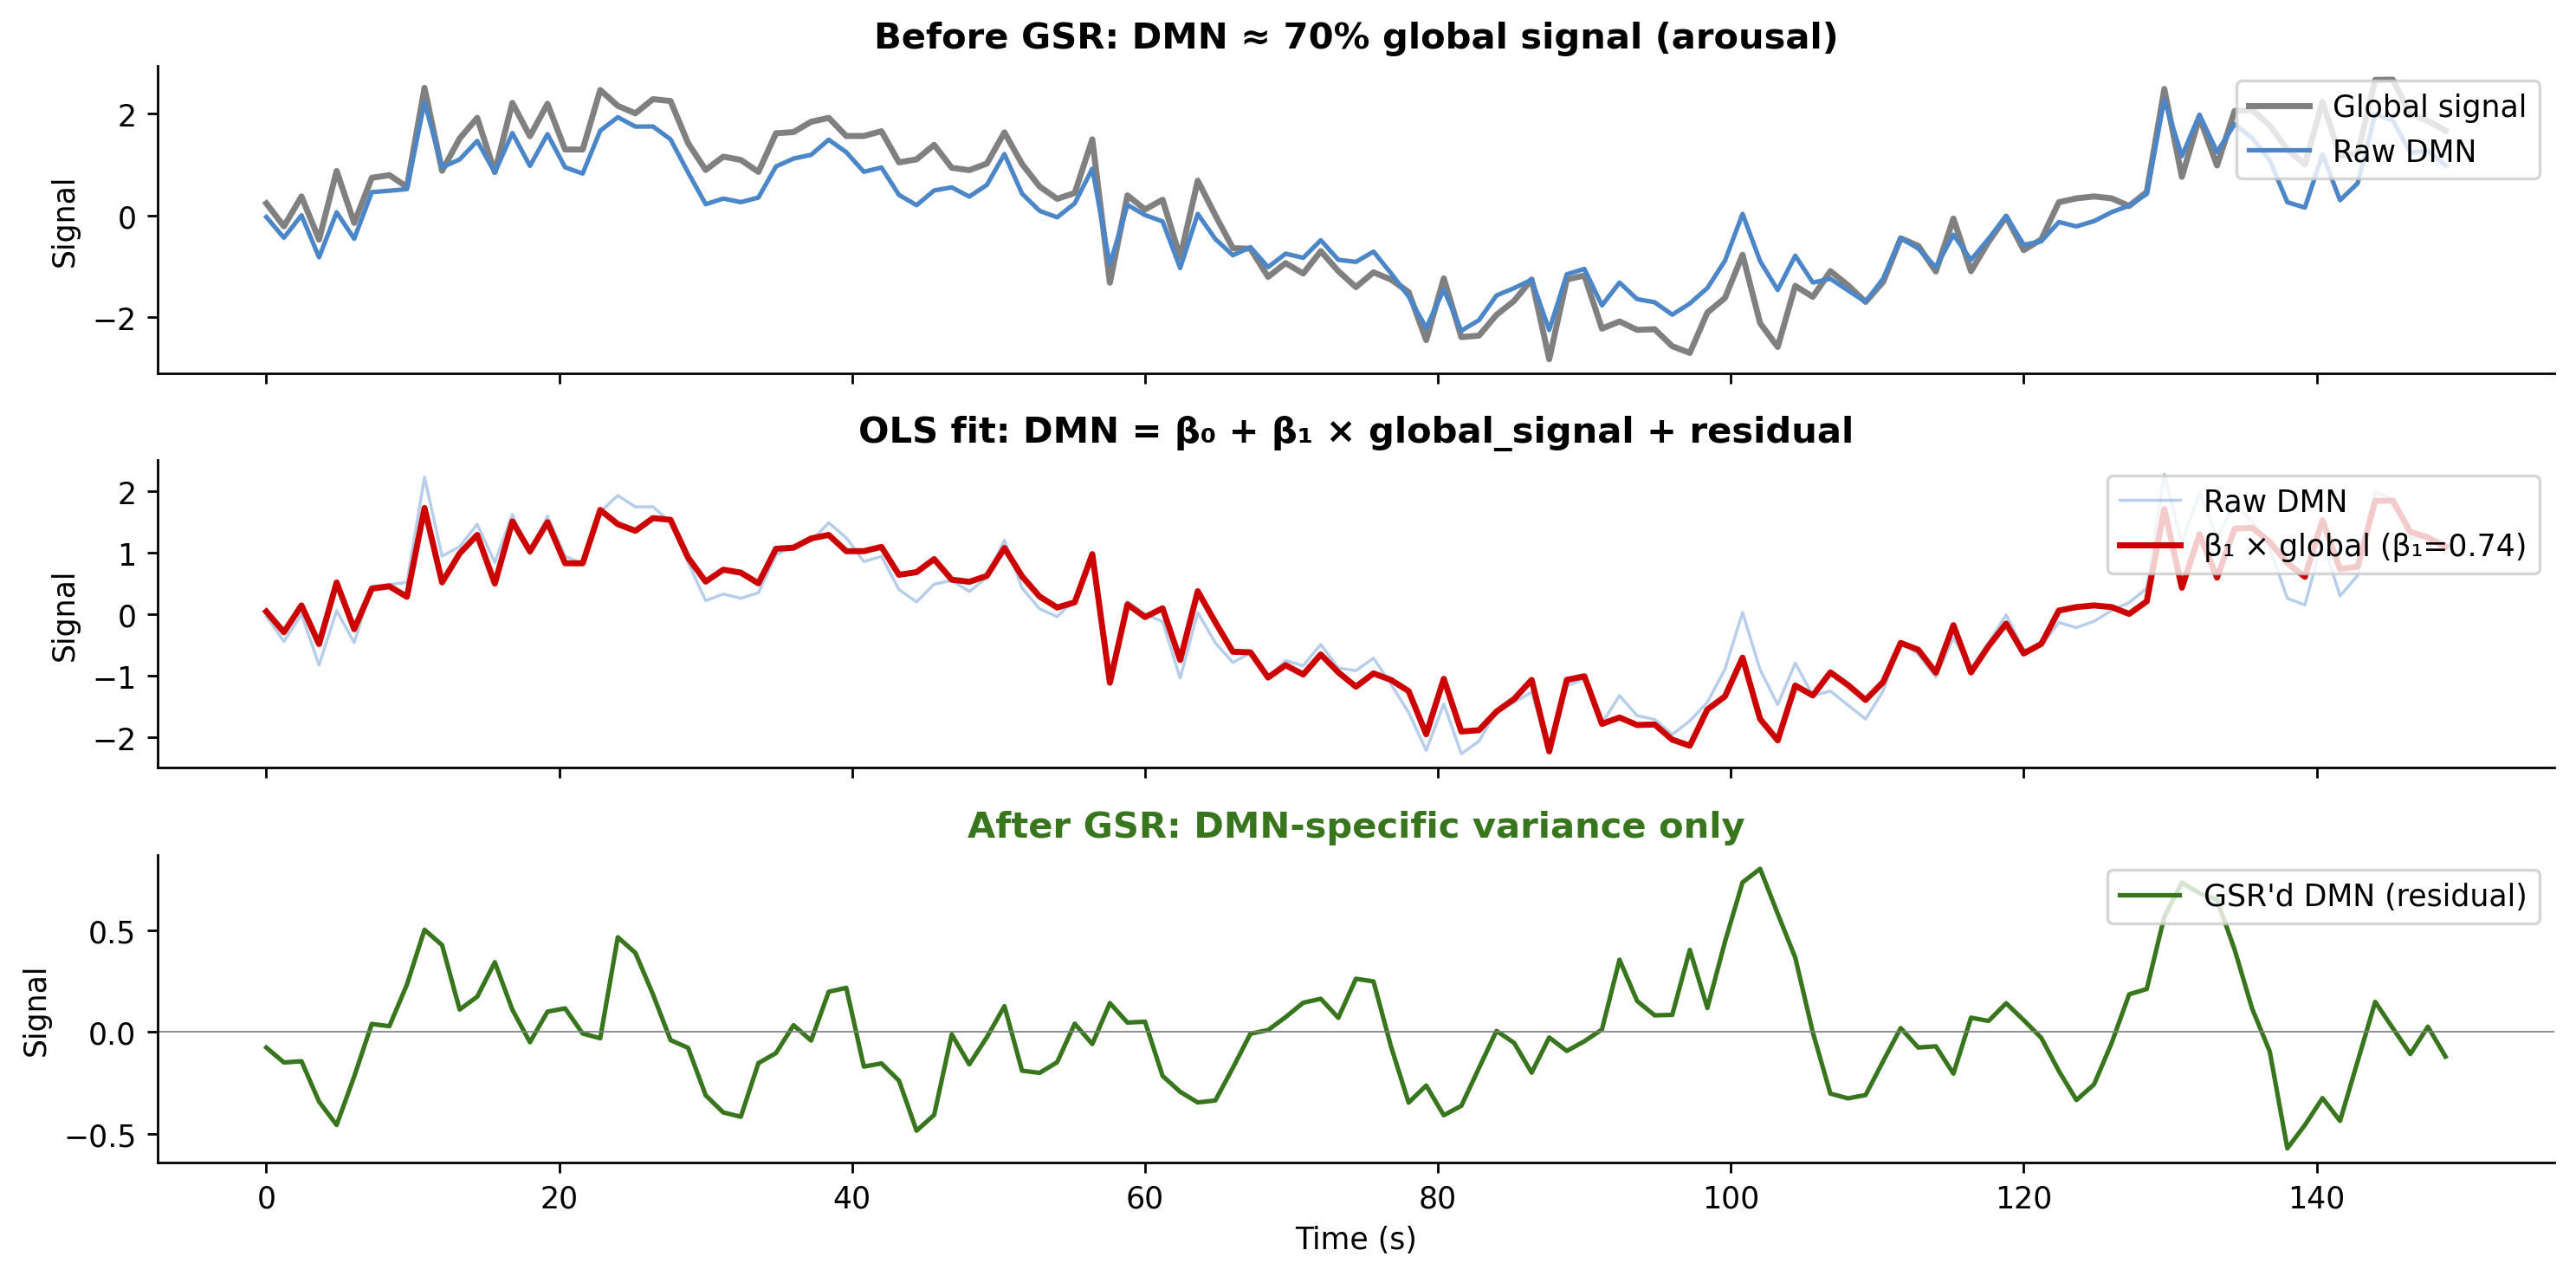 Before GSR: DMN ≈ 70% global signal (arousal)
Signal
2
0
−2
Global signal
Raw DMN
OLS fit: DMN = β₀ + β₁ × global_signal + residual
Signal
2
1
0
−1
−2
Raw DMN
β₁ × global (β₁=0.74)
After GSR: DMN-specific variance only
Signal
0.5
0.0
−0.5
GSR'd DMN (residual)
0 20 40 60 80 100 120 140
Time (s)